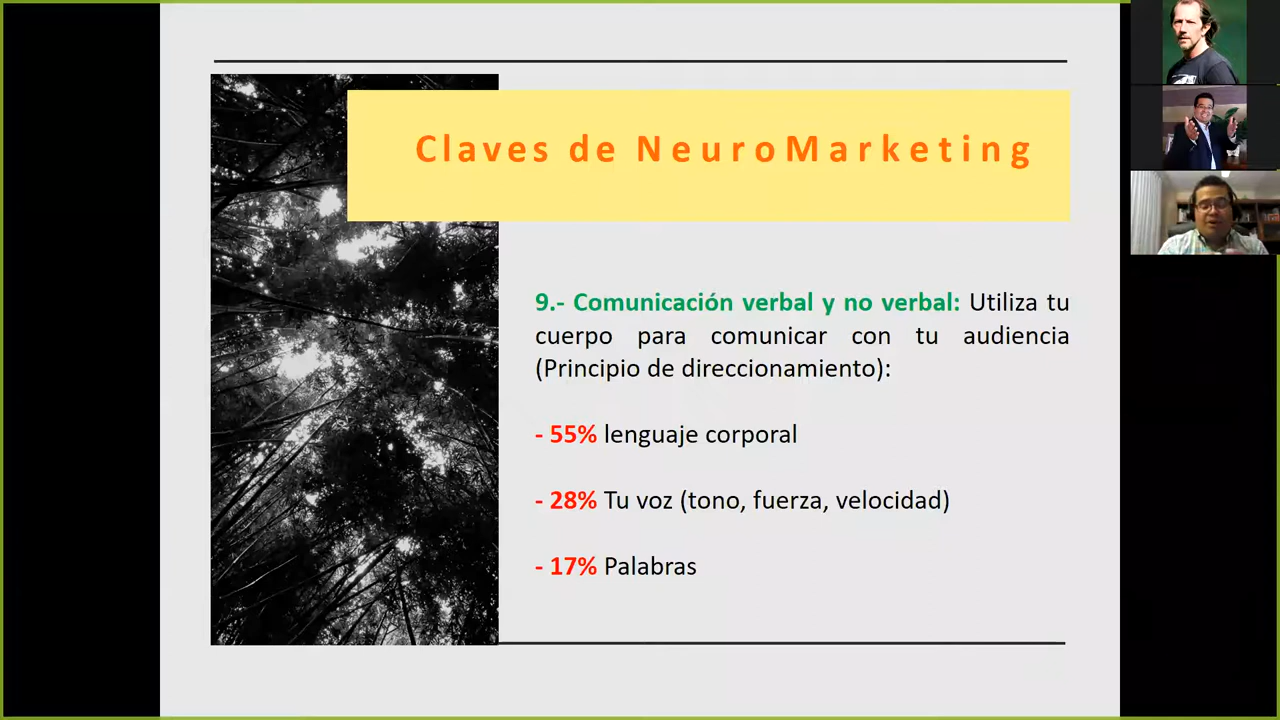 Claves de NeuroMarketing
9.- Comunicación verbal y no verbal: Utiliza tu
cuerpo para comunicar con tu audiencia
(Principio de direccionamiento):
- 55% lenguaje corporal
- 28% Tu voz (tono, fuerza, velocidad)
- 17% Palabras